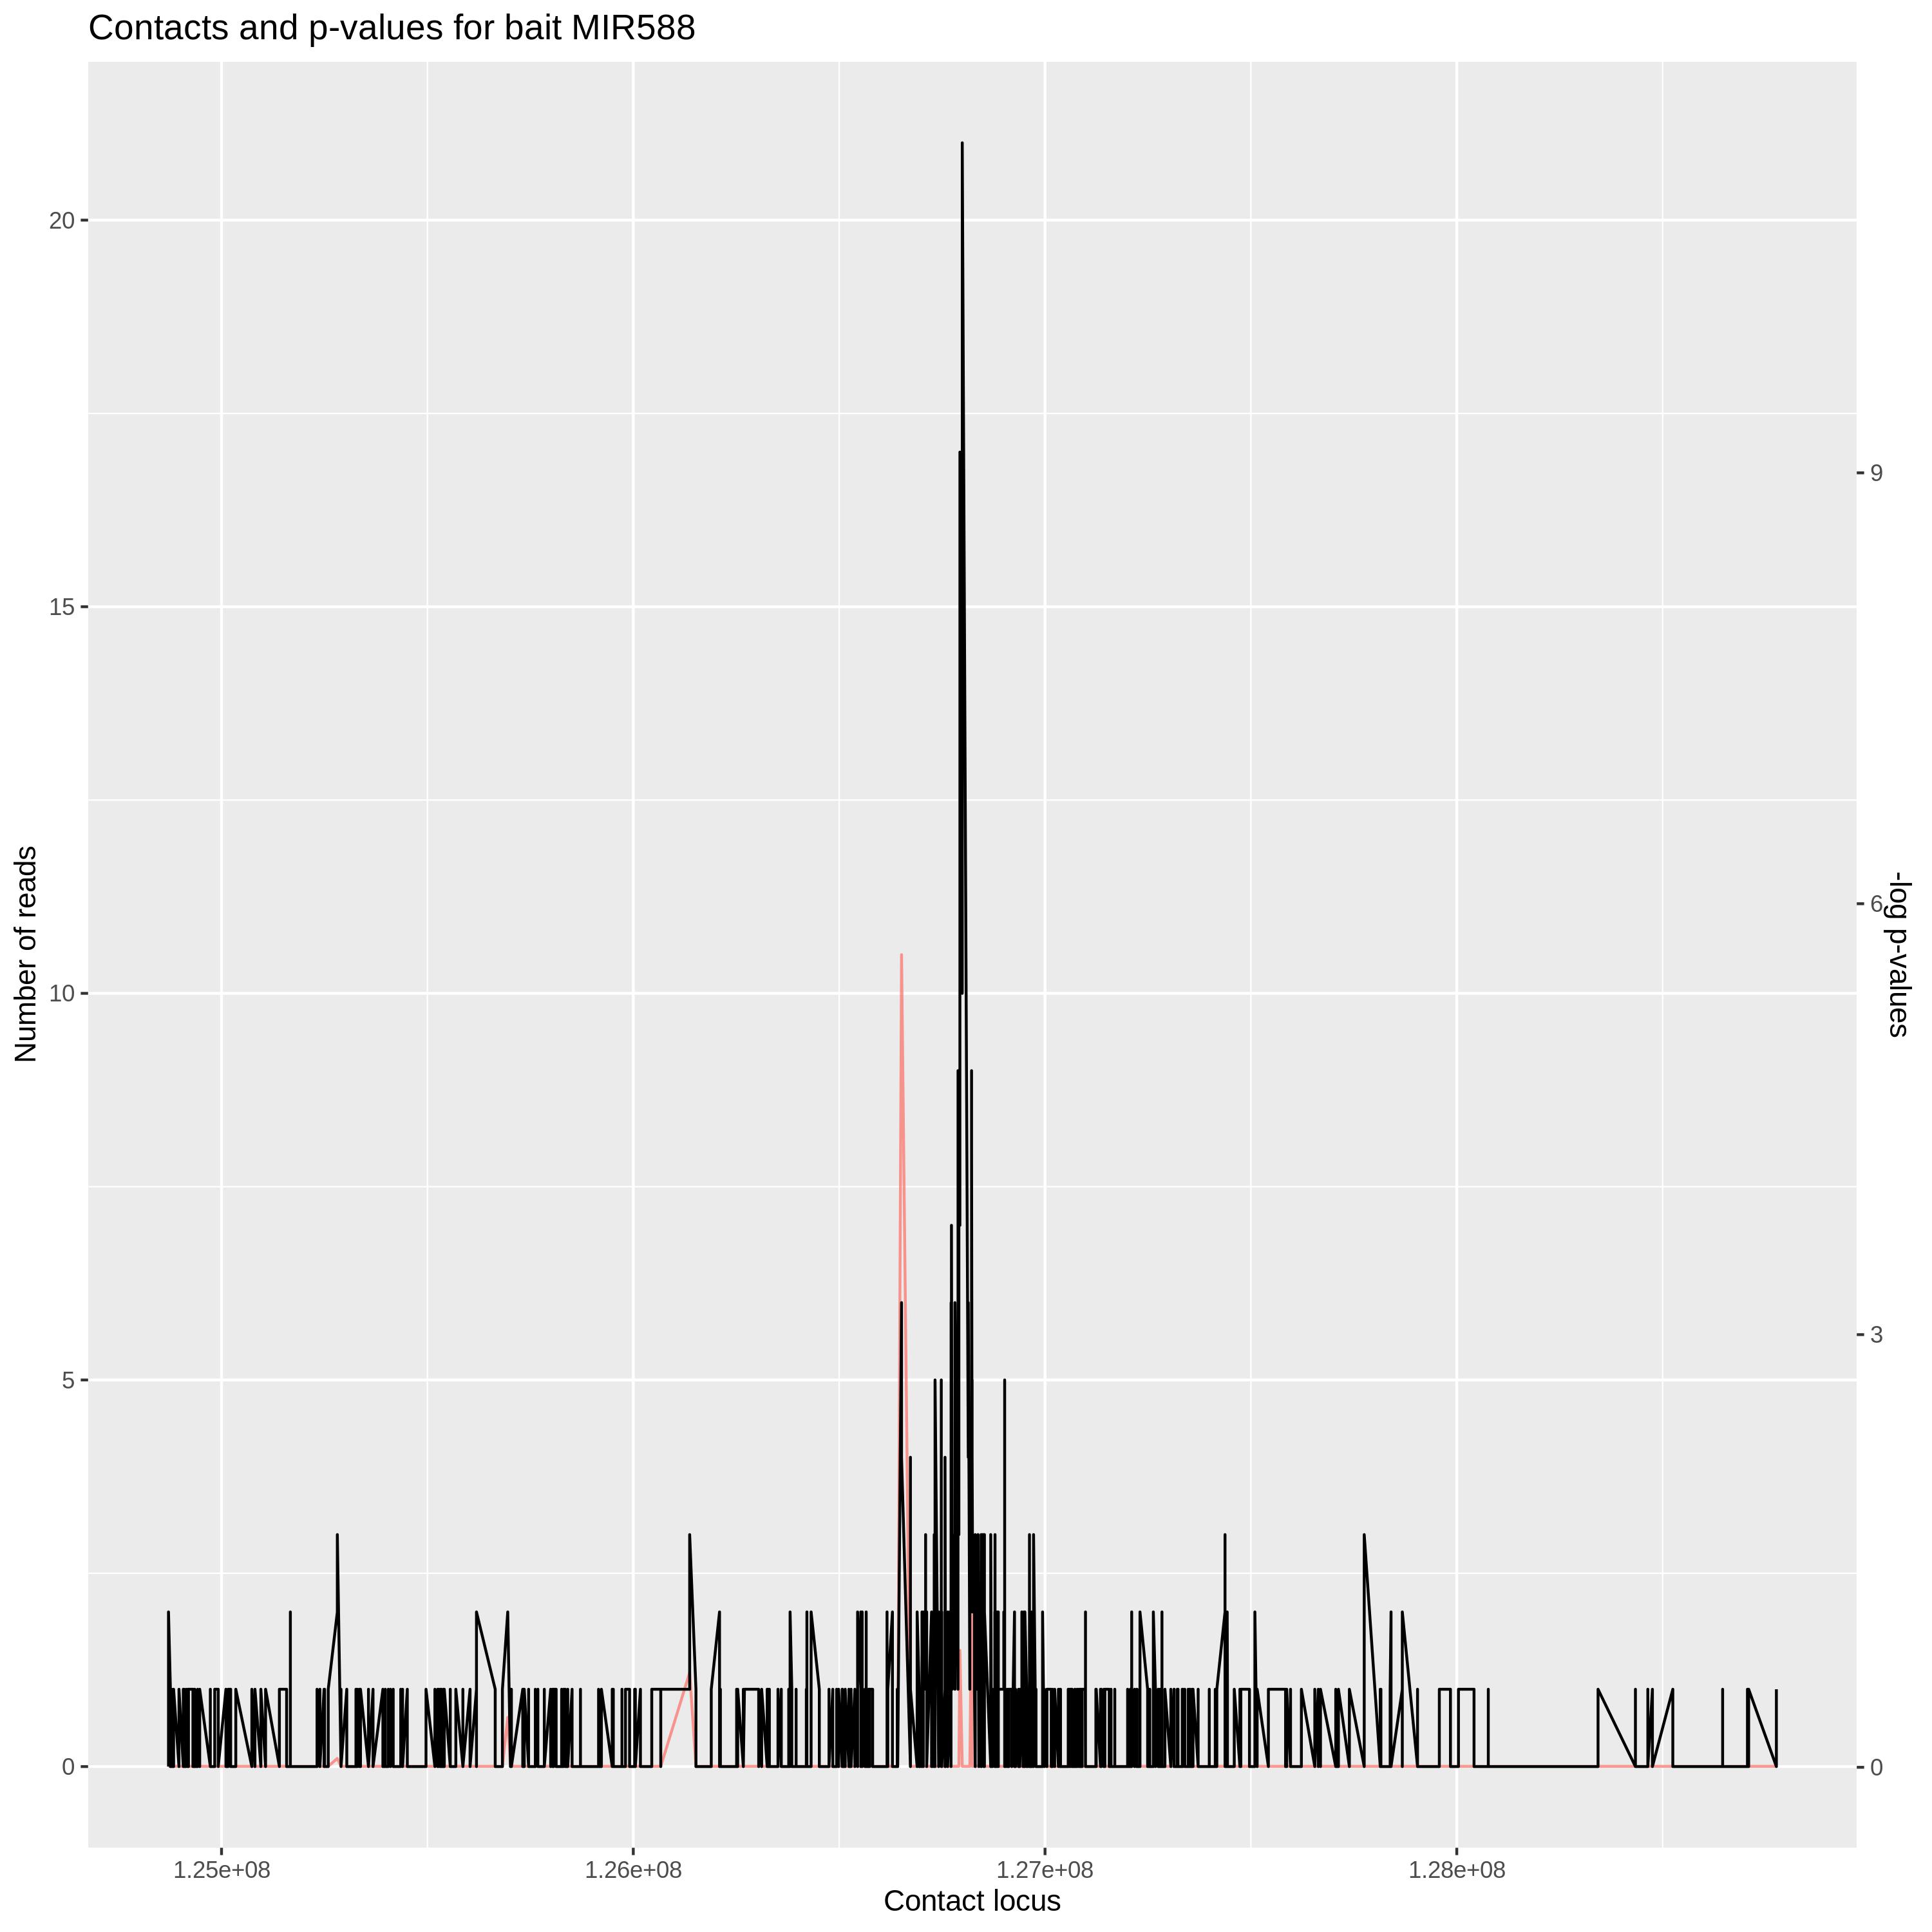 Contacts and p-values for bait MIR588
20
15
10
5
0
Number of reads
9
6
3
0
-log p-values
1.25e+08 1.26e+08 1.27e+08 1.28e+08
Contact locus